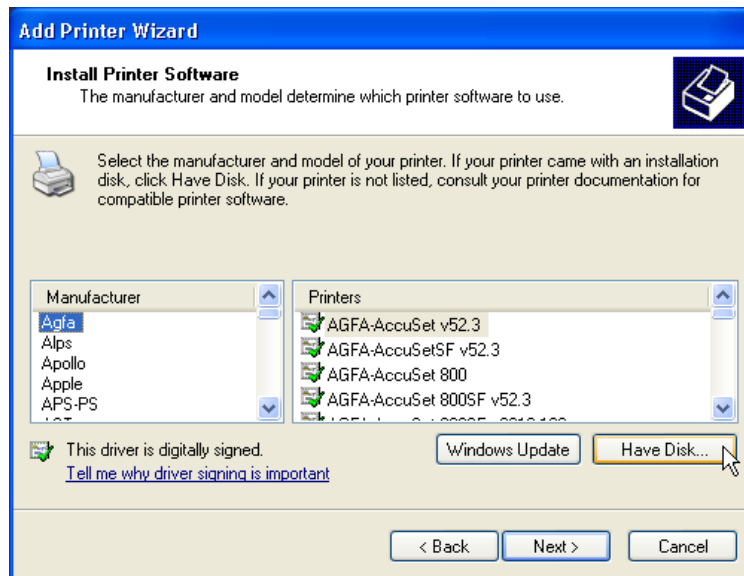 Add Printer Wizard
Install Printer Software
The manufacturer and model determine which printer software to use.
Select the manufacturer and model of your printer. If your printer came with an installation
disk, click Have Disk. If your printer is not listed, consult your printer documentation for
compatible printer software.
Manufacturer
Agfa
Alps
Apollo
Apple
APS-PS
Printers
AGFA-AccuSet v52.3
AGFA-AccuSetSF v52.3
AGFA-AccuSet 800
AGFA-AccuSet 800SF v52.3
This driver is digitally signed.
Tell me why driver signing is important
Windows Update
Have Disk...
< Back
Next >
Cancel